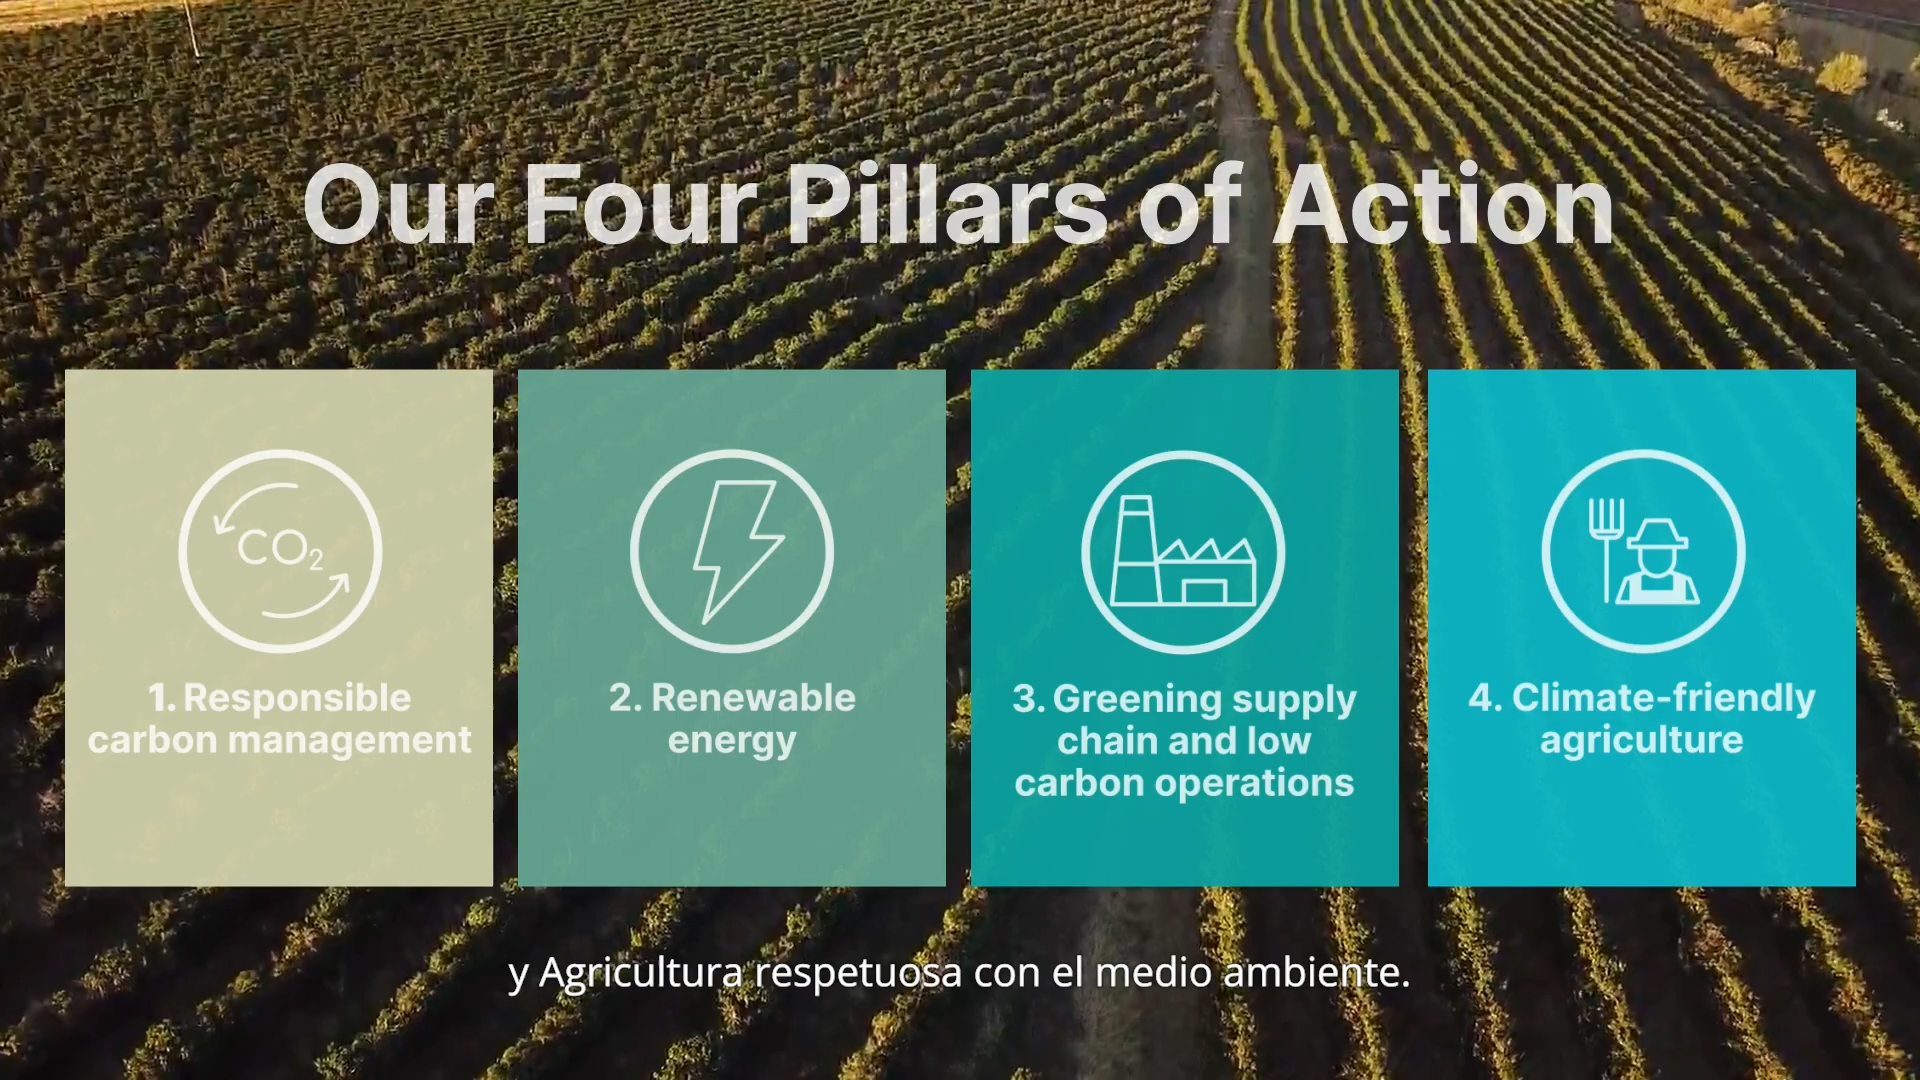 Our Four Pillars of Action
CO₂
1. Responsible
carbon management
2. Renewable
energy
3. Greening supply
chain and low
carbon operations
4. Climate-friendly
agriculture
y Agricultura respetuosa con el medio ambiente.